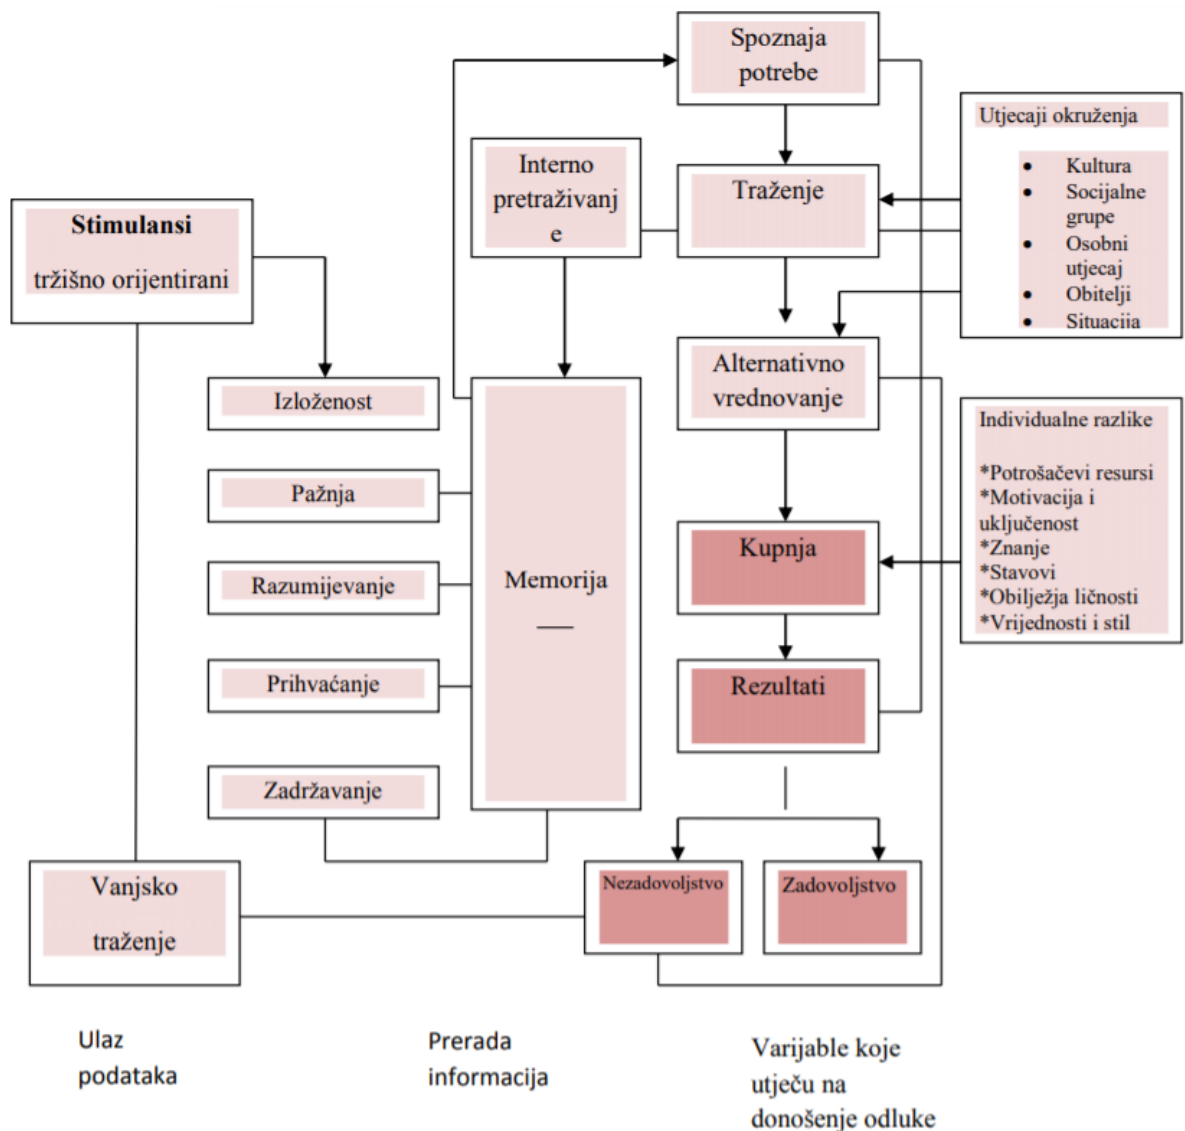 Spoznaja
potrebe
Utjecaji okruženja
Kultura
Socijalne
grupe
Osobni
utjecaj
Obitelji
Situacija
Interno
pretraživanj
e
Traženje
Stimulansi
tržišno orijentirani
Alternativno
vrednovanje
Izloženost
Individualne razlike
*Potrošačevi resursi
*Motivacija i
uključenost
*Znanje
*Stavovi
*Obilježja ličnosti
*Vrijednosti i stil
Pažnja
Kupnja
Razumijevanje
Memorija
Prihvaćanje
Rezultati
Zadržavanje
Vanjsko
traženje
Nezadovoljstvo
Zadovoljstvo
Ulaz
podataka
Prerada
informacija
Varijable koje
utječu na
donošenje odluke